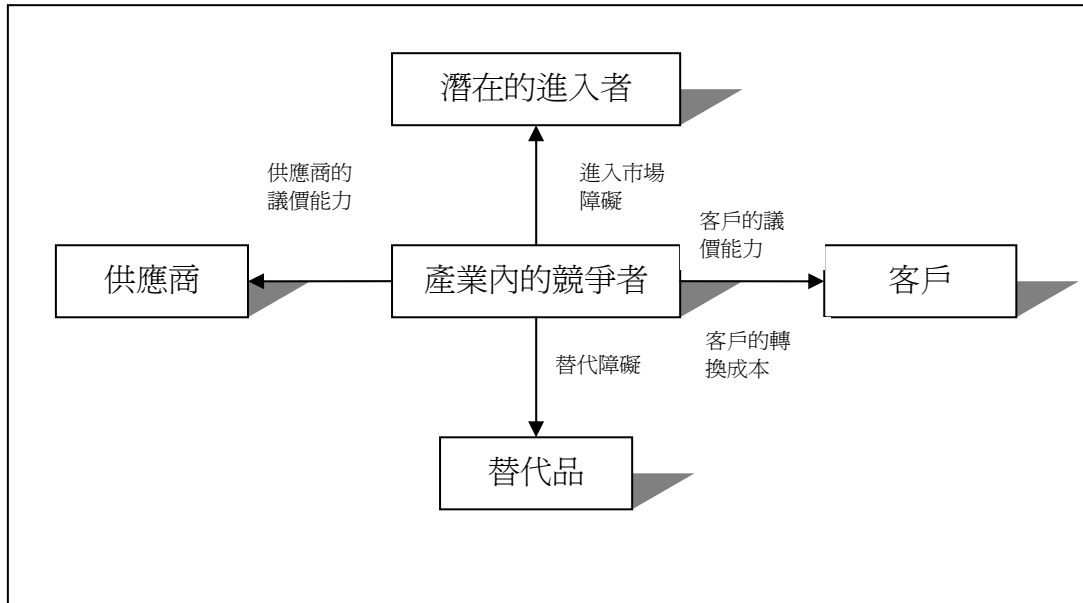 潛在的進入者
供應商的
議價能力
進入市場
障礙
客戶的議
價能力
供應商
產業內的競爭者
客戶
替代障礙
客戶的轉
換成本
替代品